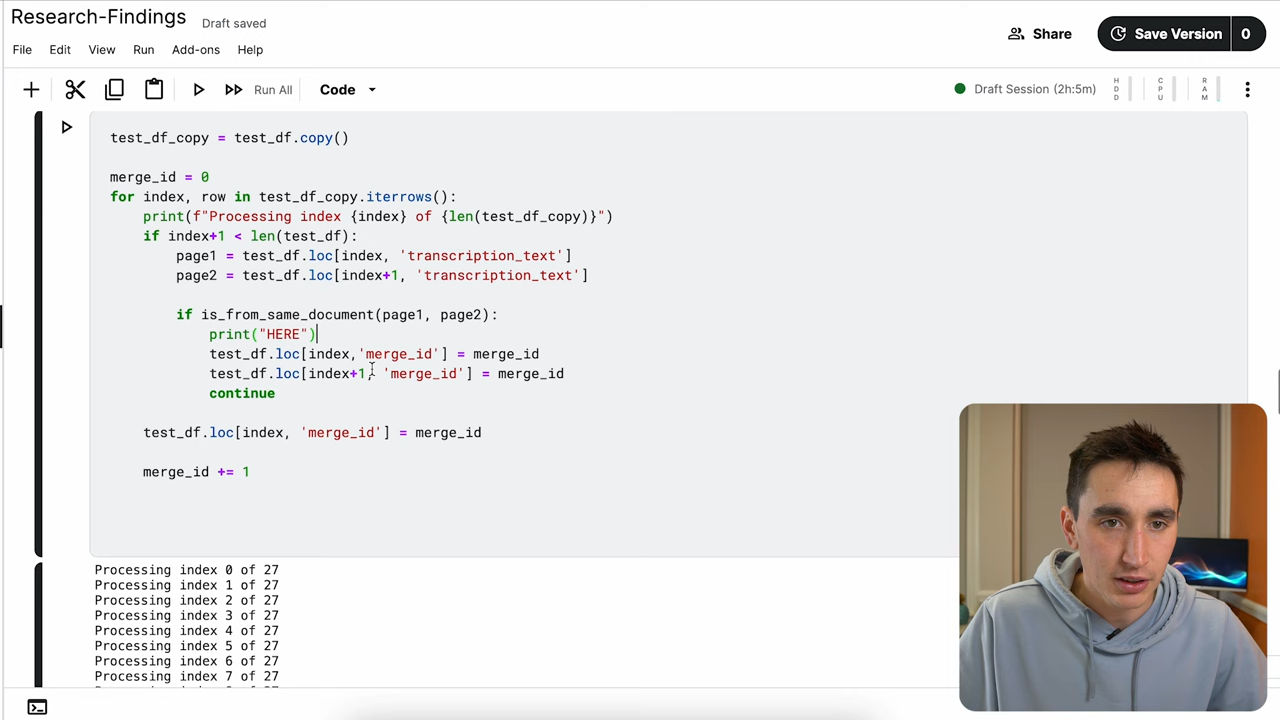 Research-Findings Draft saved
File Edit View Run Add-ons Help
Share
Save Version 0
Run All Code
Draft Session (2h:5m)
HDD
CPU
RAM
test_df_copy = test_df.copy()
merge_id = 0
for index, row in test_df_copy.iterrows():
    print(f"Processing index {index} of {len(test_df_copy)}")
    if index+1 < len(test_df):
        page1 = test_df.loc[index, 'transcription_text']
        page2 = test_df.loc[index+1, 'transcription_text']
        if is_from_same_document(page1, page2):
            print("HERE")
            test_df.loc[index,'merge_id'] = merge_id
            test_df.loc[index+1, 'merge_id'] = merge_id
            continue
    test_df.loc[index, 'merge_id'] = merge_id
    merge_id += 1
Processing index 0 of 27
Processing index 1 of 27
Processing index 2 of 27
Processing index 3 of 27
Processing index 4 of 27
Processing index 5 of 27
Processing index 6 of 27
Processing index 7 of 27